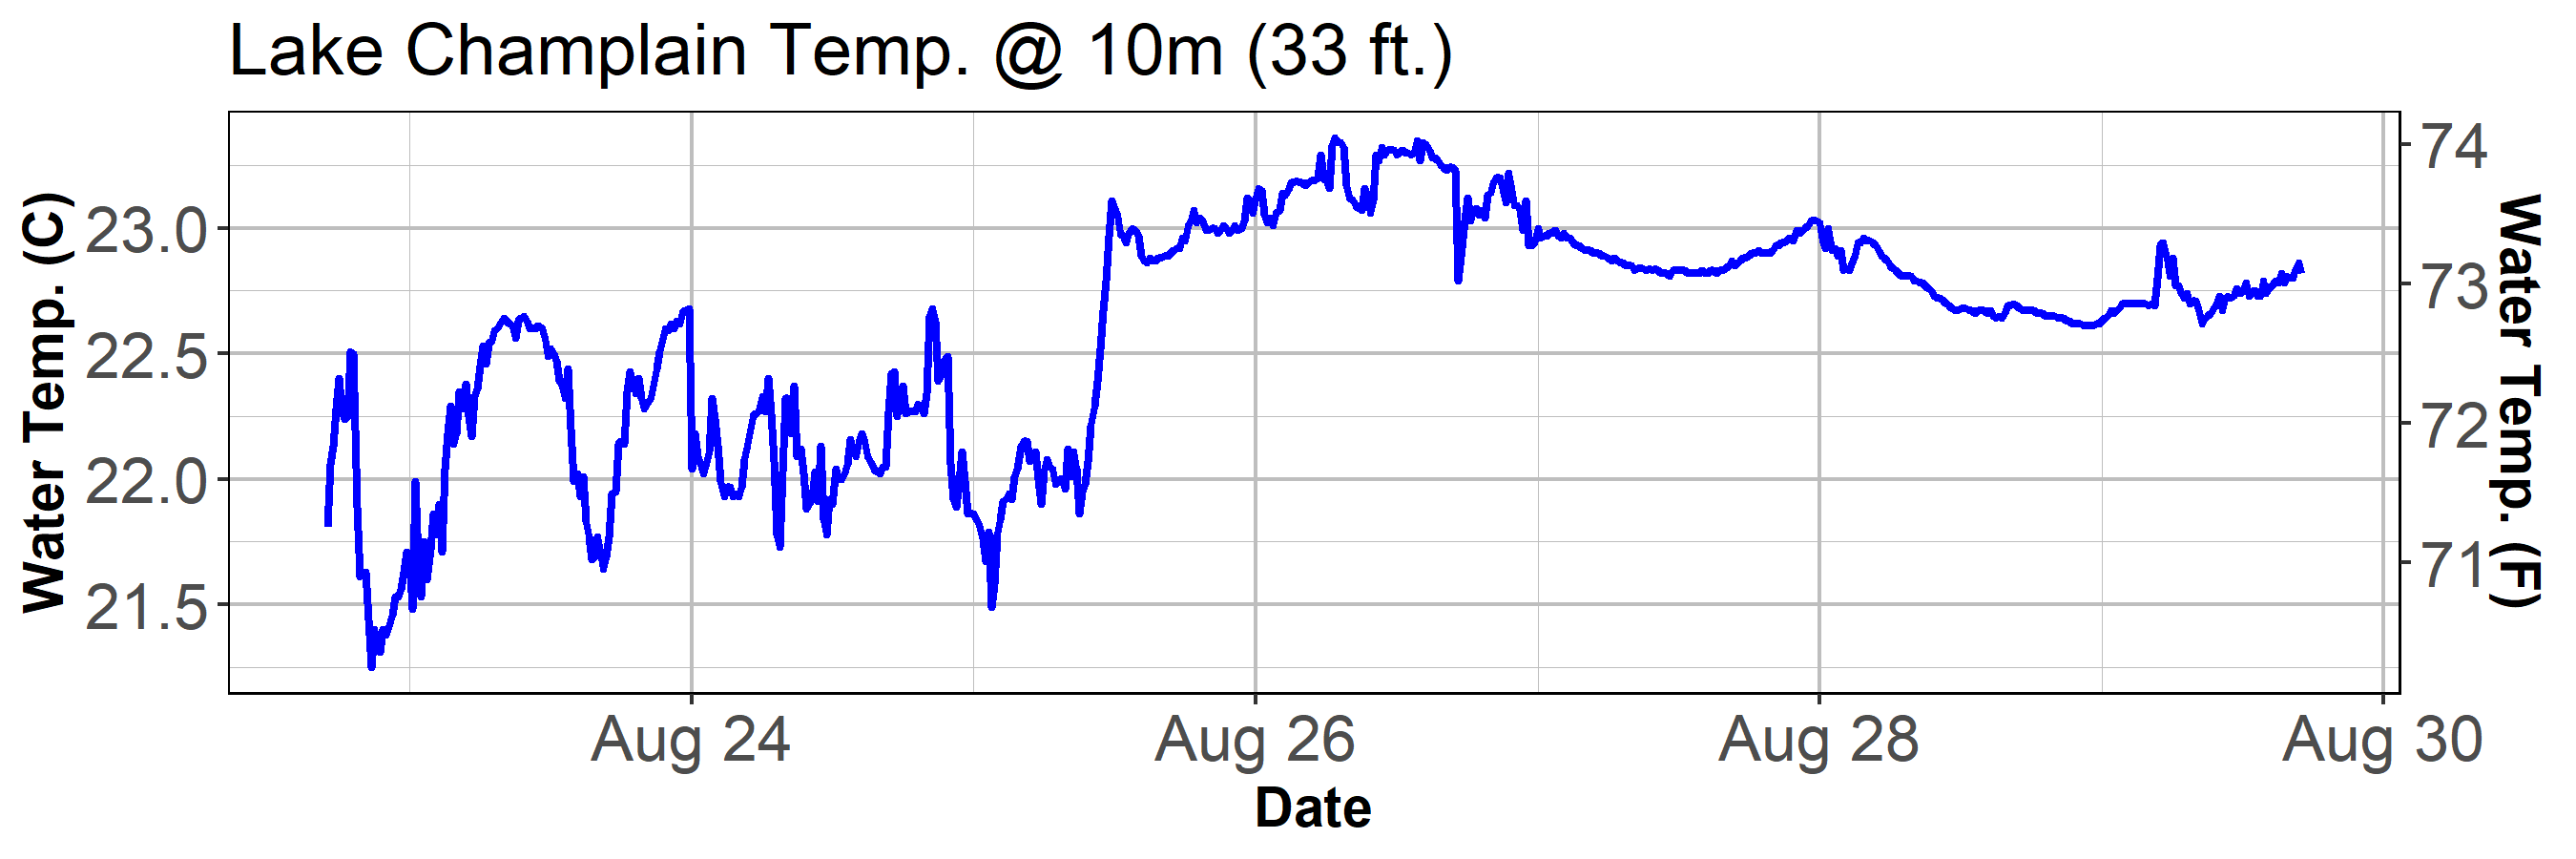 Lake Champlain Temp. @ 10m (33 ft.)
Water Temp. (C)
23.0
22.5
22.0
21.5
74
73
72
71
Water Temp. (F)
Aug 24 Aug 26 Aug 28 Aug 30
Date